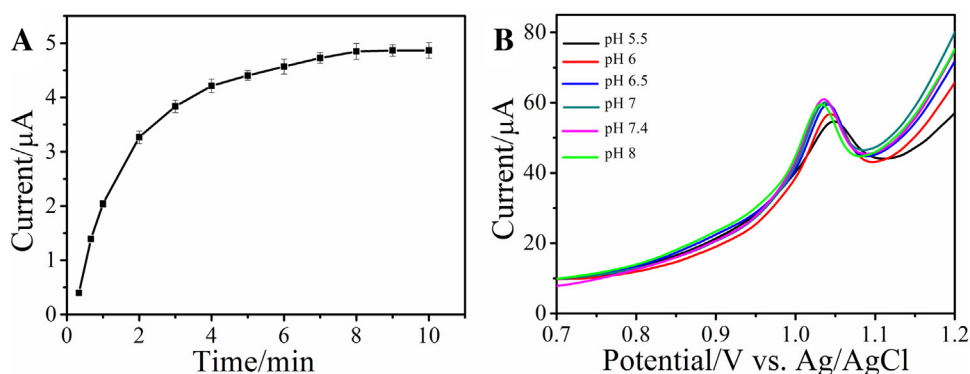 A
Current/μA
5
4
3
2
1
0
0 2 4 6 8 10
Time/min
B
Current/μA
80
60
40
20
0
pH 5.5
pH 6
pH 6.5
pH 7
pH 7.4
pH 8
0.7 0.8 0.9 1.0 1.1 1.2
Potential/V vs. Ag/AgCl